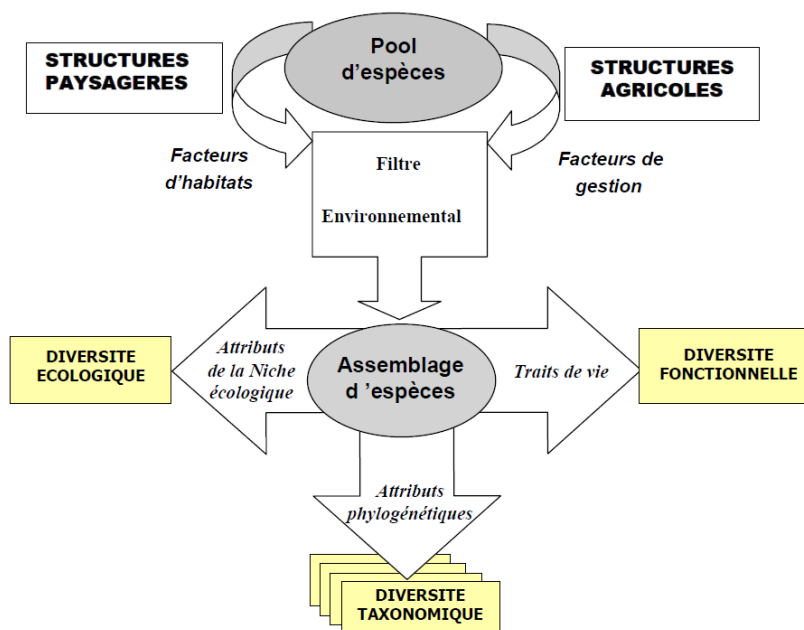 Pool
d'espèces
STRUCTURES
PAYSAGERES
STRUCTURES
AGRICOLES
Facteurs
d'habitats
Filtre
Environnemental
Facteurs de
gestion
DIVERSITE
ECOLOGIQUE
Attributs
de la Niche
écologique
Assemblage
d 'espèces
Traits de vie
DIVERSITE
FONCTIONNELLE
Attributs
phylogénétiques
DIVERSITE
TAXONOMIQUE